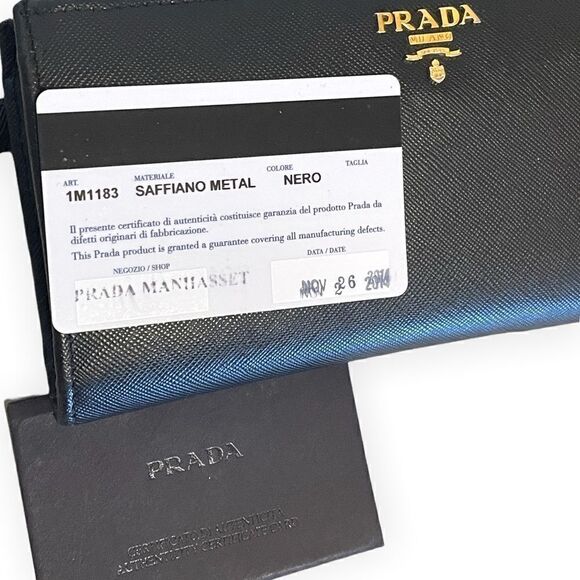 PRADA
MILANO
ART.
MATERIALE
COLORE
TAGLIA
1M1183
SAFFIANO METAL
NERO
Il presente certificato di autenticità costituisce garanzia del prodotto Prada da
difetti originari di fabbricazione.
This Prada product is granted a guarantee covering all manufacturing defects.
NEGOZIO / SHOP
DATA / DATE
PRADA MANHASSET
NOV 26 2014
PRADA
CERTIFICATO DI AUTENTICITÀ
AUTHENTICITY CERTIFICATE CARD